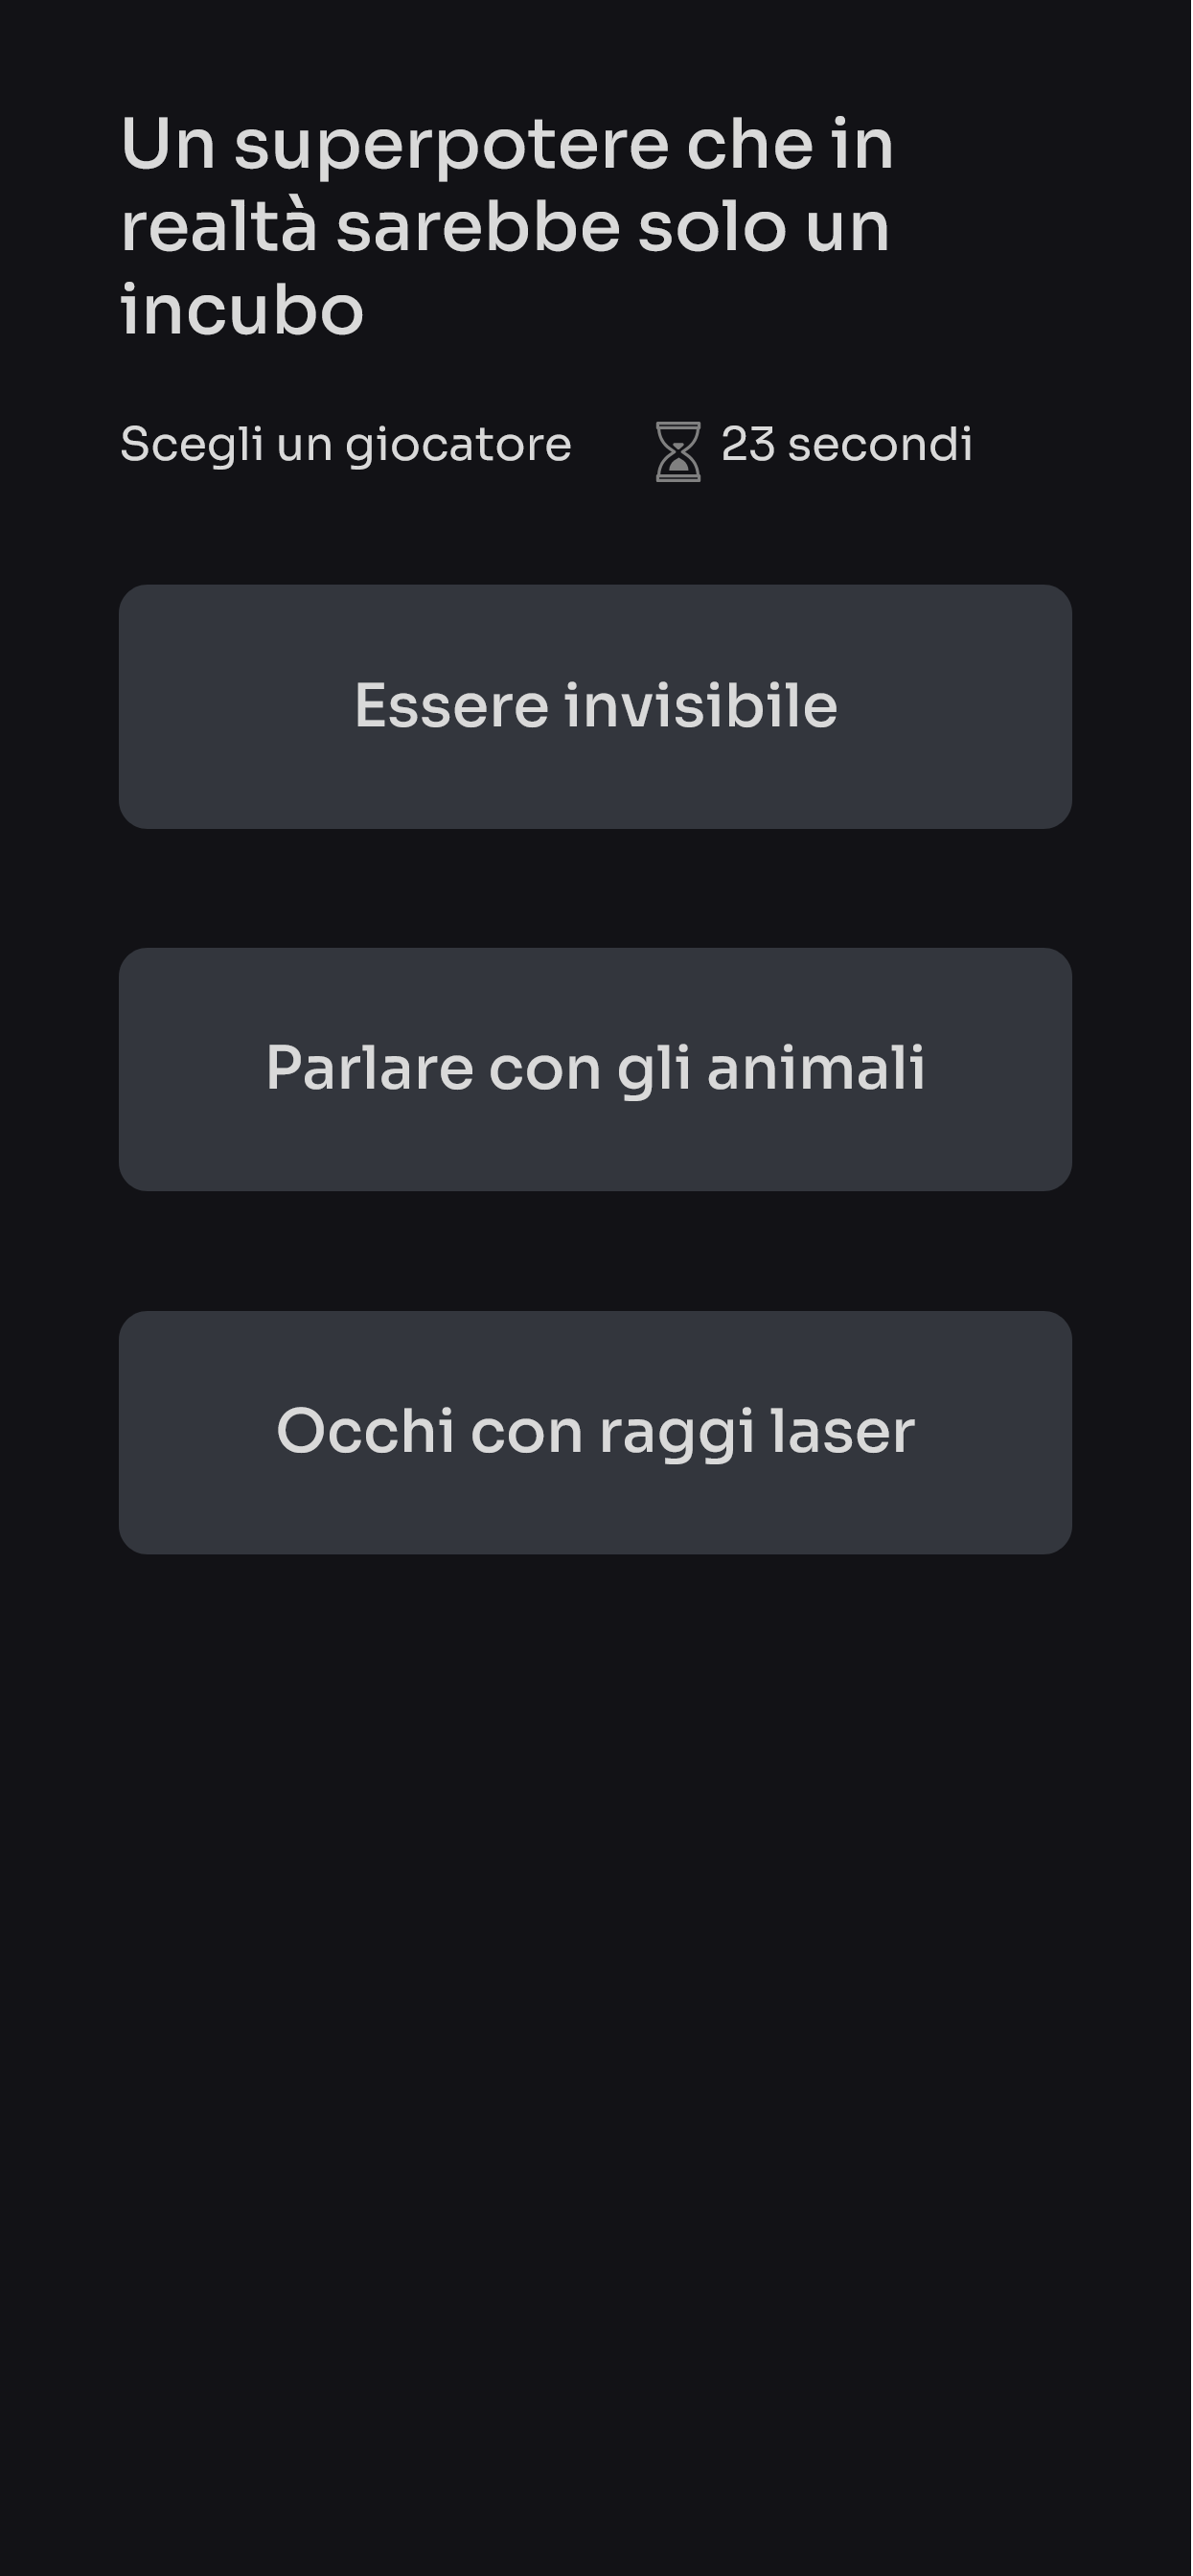 Un superpotere che in
realtà sarebbe solo un
incubo
Scegli un giocatore
23 secondi
Essere invisibile
Parlare con gli animali
Occhi con raggi laser